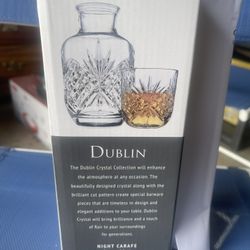 DUBLIN
The Dublin Crystal Collection will enhance
the atmosphere at any occasion. The
beautifully designed crystal along with the
brilliant cut pattern create special barware
pieces that are timeless in design and
elegant additions to your table. Dublin
Crystal will bring brilliance and a touch
of flair to your surroundings
for generations.
NIGHT CARAFE